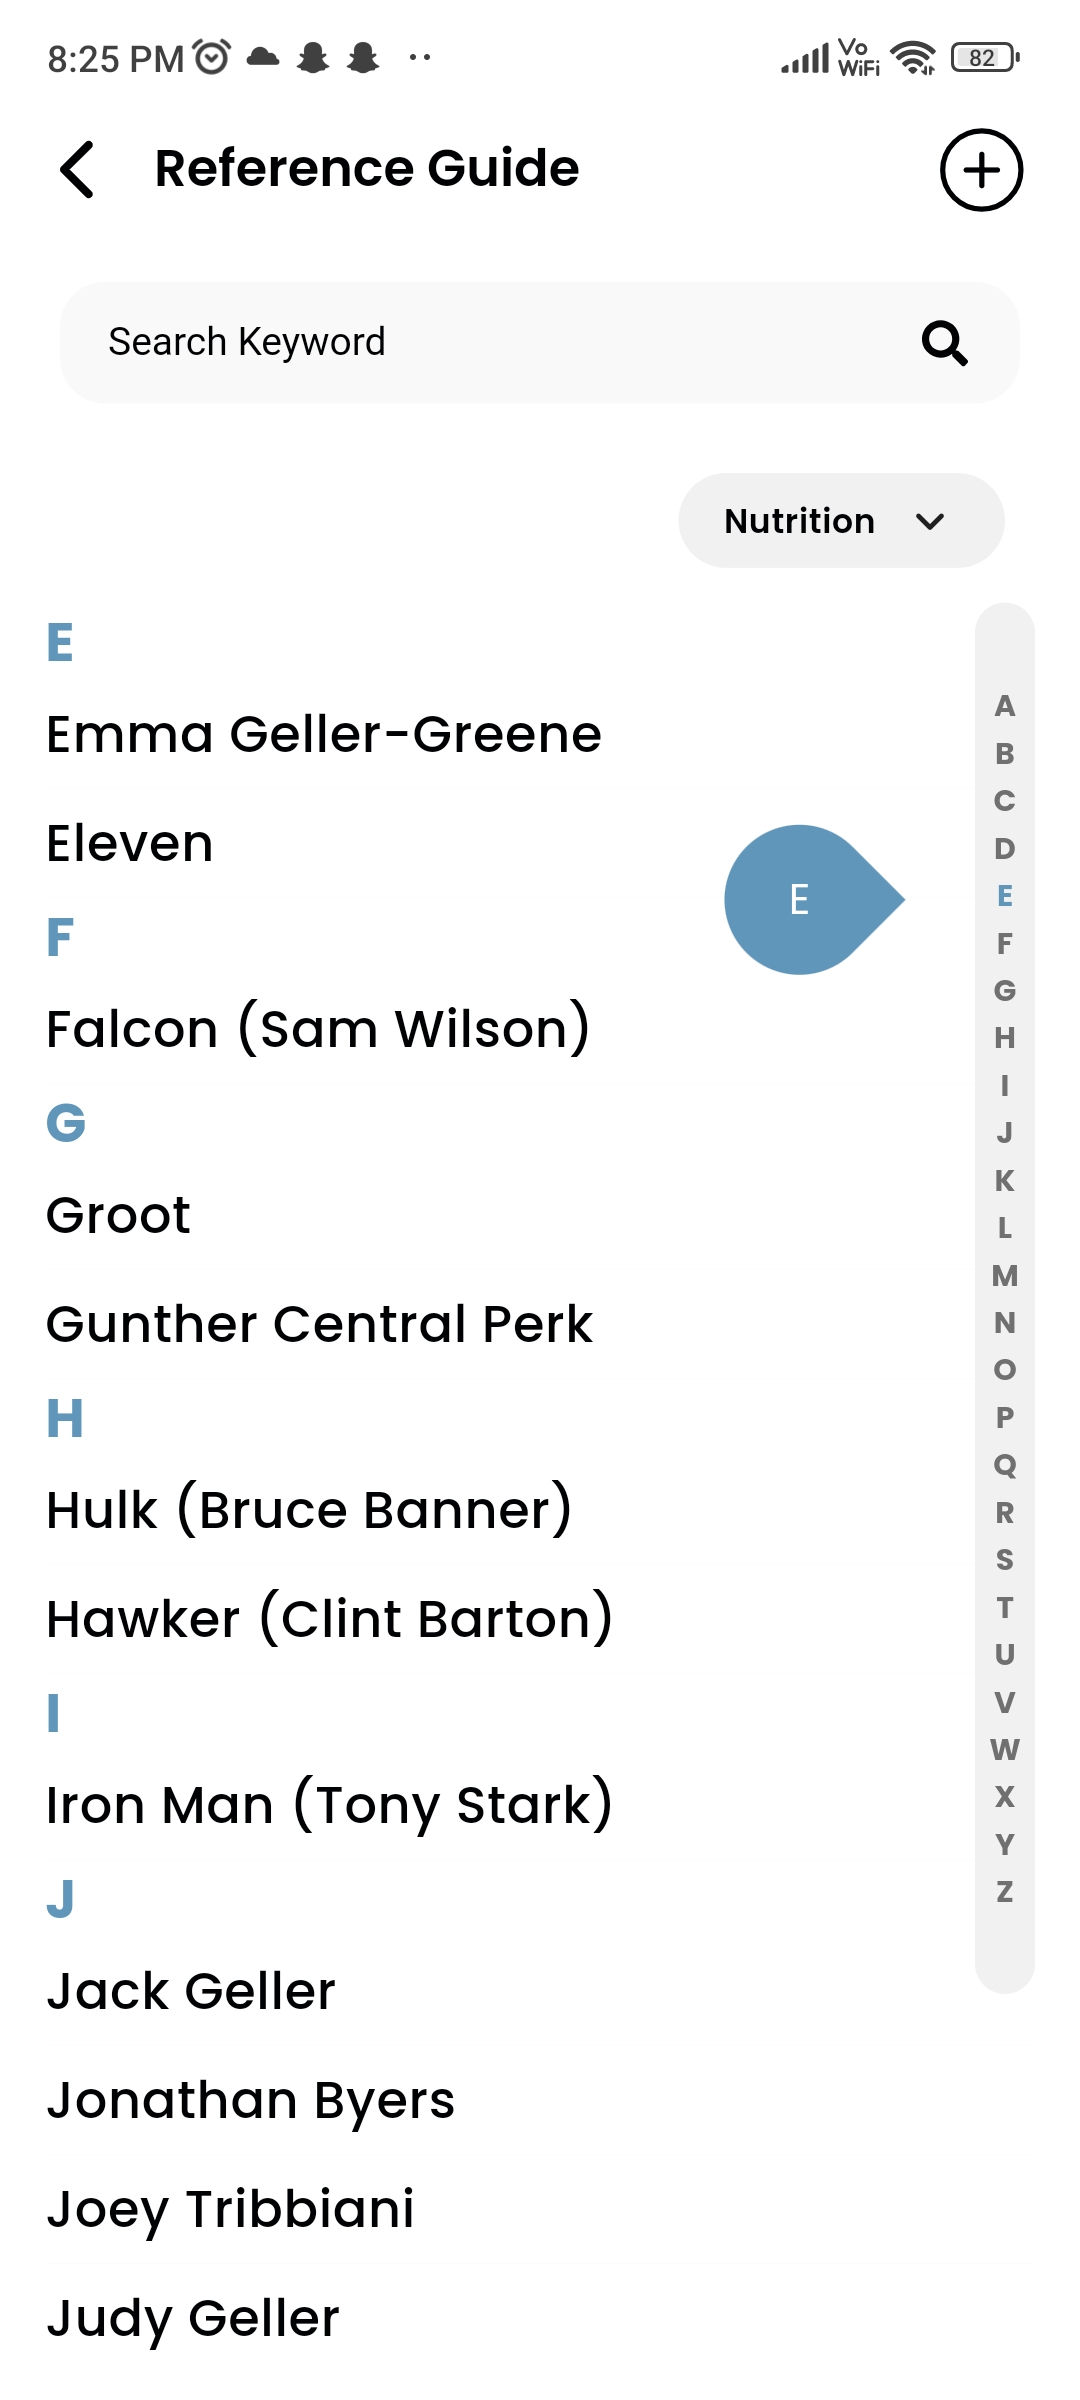 8:25 PM
Vo
WiFi
82
Reference Guide
Search Keyword
Nutrition
E
Emma Geller-Greene
Eleven
E
F
Falcon (Sam Wilson)
G
Groot
Gunther Central Perk
H
Hulk (Bruce Banner)
Hawker (Clint Barton)
I
Iron Man (Tony Stark)
J
Jack Geller
Jonathan Byers
Joey Tribbiani
Judy Geller
A
B
C
D
E
F
G
H
I
J
K
L
M
N
O
P
Q
R
S
T
U
V
W
X
Y
Z